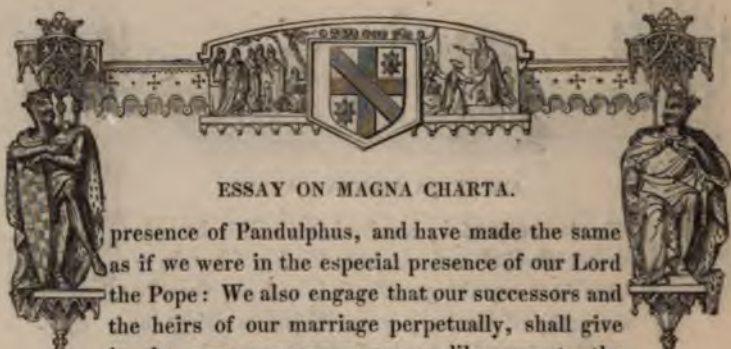 ESSAY ON MAGNA CHARTA.
presence of Pandulphus, and have made the same
as if we were in the especial presence of our Lord
the Pope: We also engage that our successors and
the heirs of our marriage perpetually, shall give